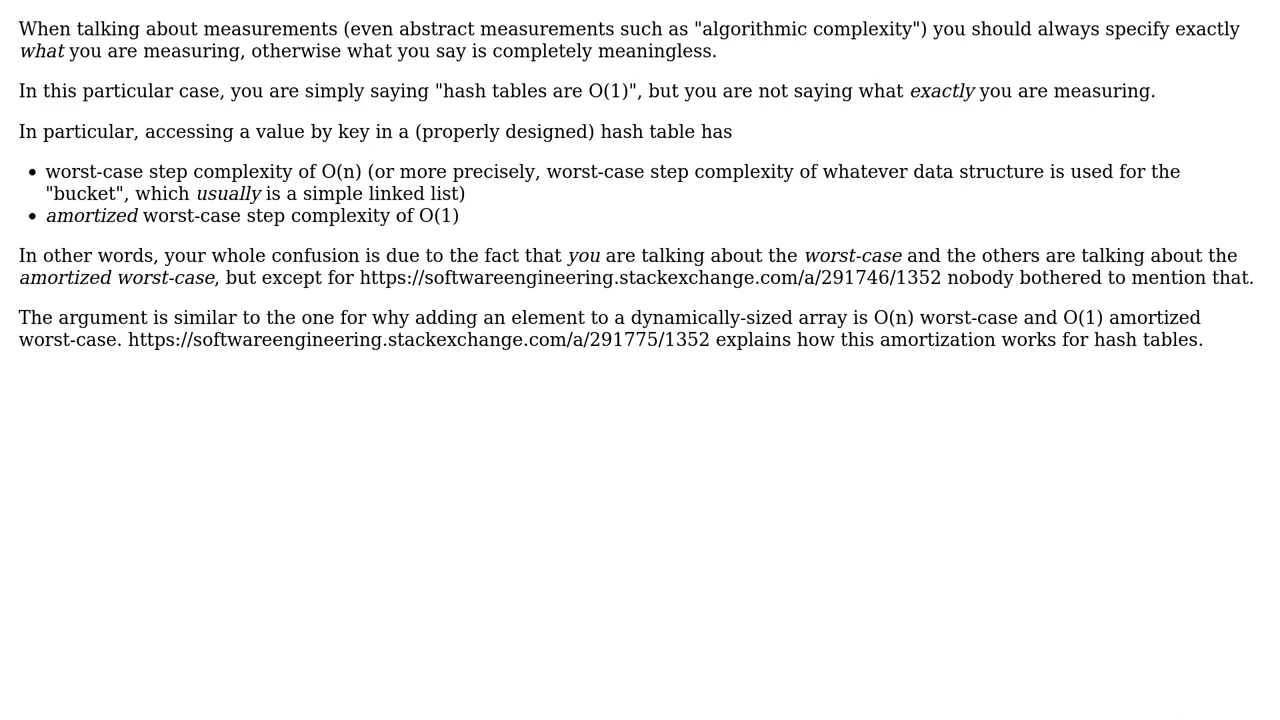 When talking about measurements (even abstract measurements such as "algorithmic complexity") you should always specify exactly
what you are measuring, otherwise what you say is completely meaningless.
In this particular case, you are simply saying "hash tables are O(1)", but you are not saying what exactly you are measuring.
In particular, accessing a value by key in a (properly designed) hash table has
• worst-case step complexity of O(n) (or more precisely, worst-case step complexity of whatever data structure is used for the
"bucket", which usually is a simple linked list)
• amortized worst-case step complexity of O(1)
In other words, your whole confusion is due to the fact that you are talking about the worst-case and the others are talking about the
amortized worst-case, but except for https://softwareengineering.stackexchange.com/a/291746/1352 nobody bothered to mention that.
The argument is similar to the one for why adding an element to a dynamically-sized array is O(n) worst-case and O(1) amortized
worst-case. https://softwareengineering.stackexchange.com/a/291775/1352 explains how this amortization works for hash tables.